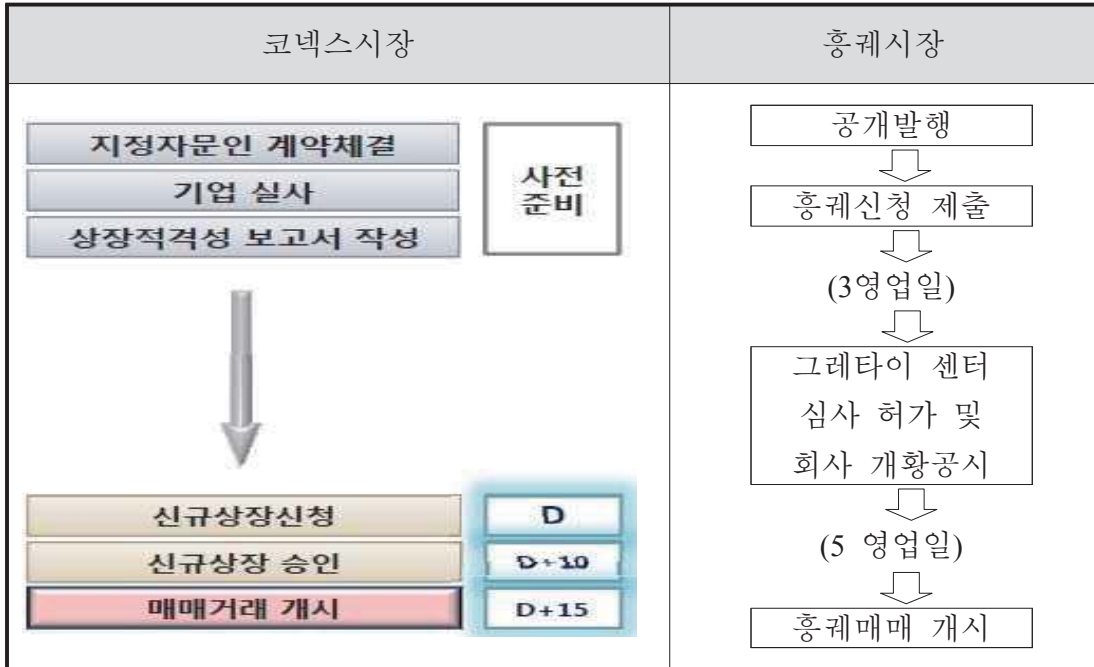 코넥스시장
흥궤시장
지정자문인 계약체결
기업 실사
상장적격성 보고서 작성
사전
준비
신규상장신청
D
신규상장 승인
D+10
매매거래 개시
D+15
공개발행
흥궤신청 제출
(3영업일)
그레타이 센터
심사 허가 및
회사 개황공시
(5 영업일)
흥궤매매 개시